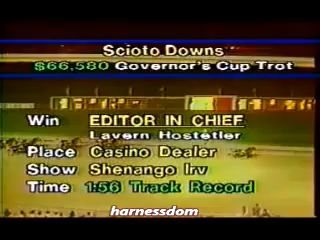 Scioto Downs
$66,580 Governor's Cup Trot
Win EDITOR IN CHIEF
Lavern Hostetler
Place Casino Dealer
Show Shenango Irv
Time 1:56 Track Record
harnessdom